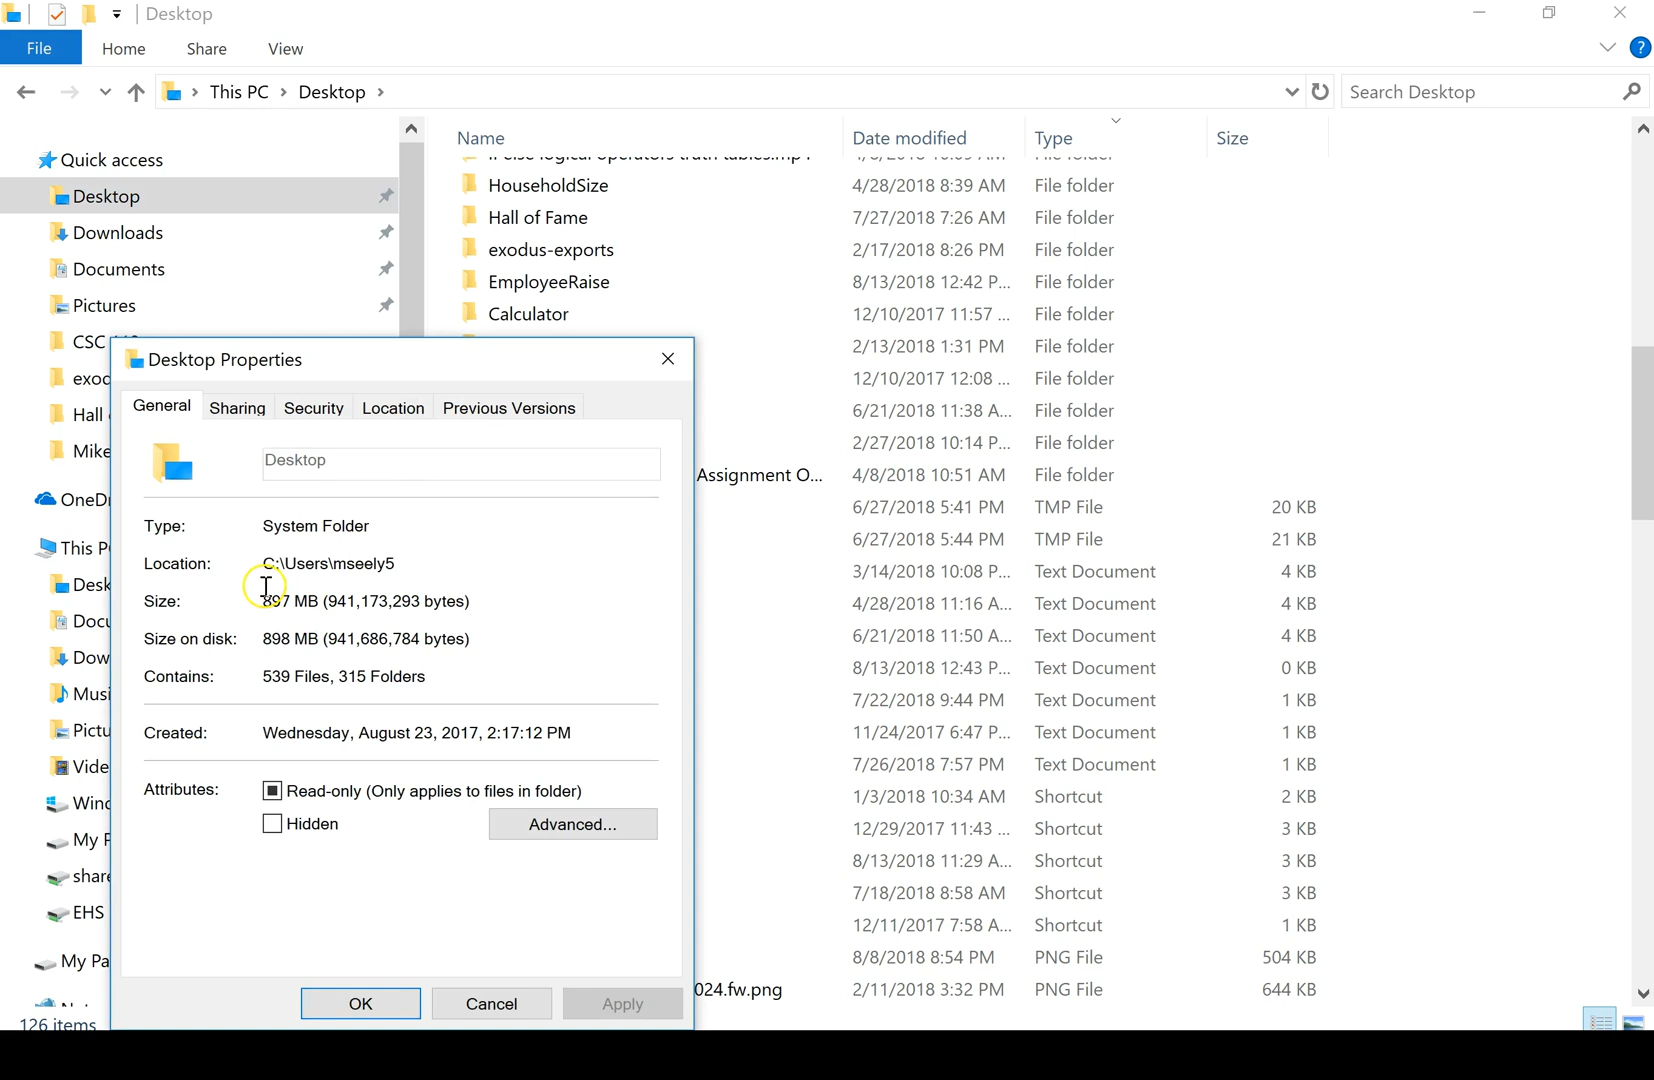 Desktop
File Home Share View
This PC > Desktop >
Search Desktop
Name Date modified Type Size
Quick access
Desktop
Downloads
Documents
Pictures
CSC
exod
Hall
Mike
OneDr
This P
Desk
Docu
Dow
Musi
Pictu
Vide
Wind
My P
share
EHS
My Pa
126 items
HouseholdSize 4/28/2018 8:39 AM File folder
Hall of Fame 7/27/2018 7:26 AM File folder
exodus-exports 2/17/2018 8:26 PM File folder
EmployeeRaise 8/13/2018 12:42 P... File folder
Calculator 12/10/2017 11:57 ... File folder
2/13/2018 1:31 PM File folder
12/10/2017 12:08 ... File folder
6/21/2018 11:38 A... File folder
2/27/2018 10:14 P... File folder
Assignment O... 4/8/2018 10:51 AM File folder
6/27/2018 5:41 PM TMP File 20 KB
6/27/2018 5:44 PM TMP File 21 KB
3/14/2018 10:08 P... Text Document 4 KB
4/28/2018 11:16 A... Text Document 4 KB
6/21/2018 11:50 A... Text Document 4 KB
8/13/2018 12:43 P... Text Document 0 KB
7/22/2018 9:44 PM Text Document 1 KB
11/24/2017 6:47 P... Text Document 1 KB
7/26/2018 7:57 PM Text Document 1 KB
1/3/2018 10:34 AM Shortcut 2 KB
12/29/2017 11:43 ... Shortcut 3 KB
8/13/2018 11:29 A... Shortcut 3 KB
7/18/2018 8:58 AM Shortcut 3 KB
12/11/2017 7:58 A... Shortcut 1 KB
8/8/2018 8:54 PM PNG File 504 KB
024.fw.png 2/11/2018 3:32 PM PNG File 644 KB
Desktop Properties
General Sharing Security Location Previous Versions
Desktop
Type: System Folder
Location: C:\Users\mseely5
Size: 897 MB (941,173,293 bytes)
Size on disk: 898 MB (941,686,784 bytes)
Contains: 539 Files, 315 Folders
Created: Wednesday, August 23, 2017, 2:17:12 PM
Attributes: Read-only (Only applies to files in folder)
Hidden Advanced...
OK Cancel Apply